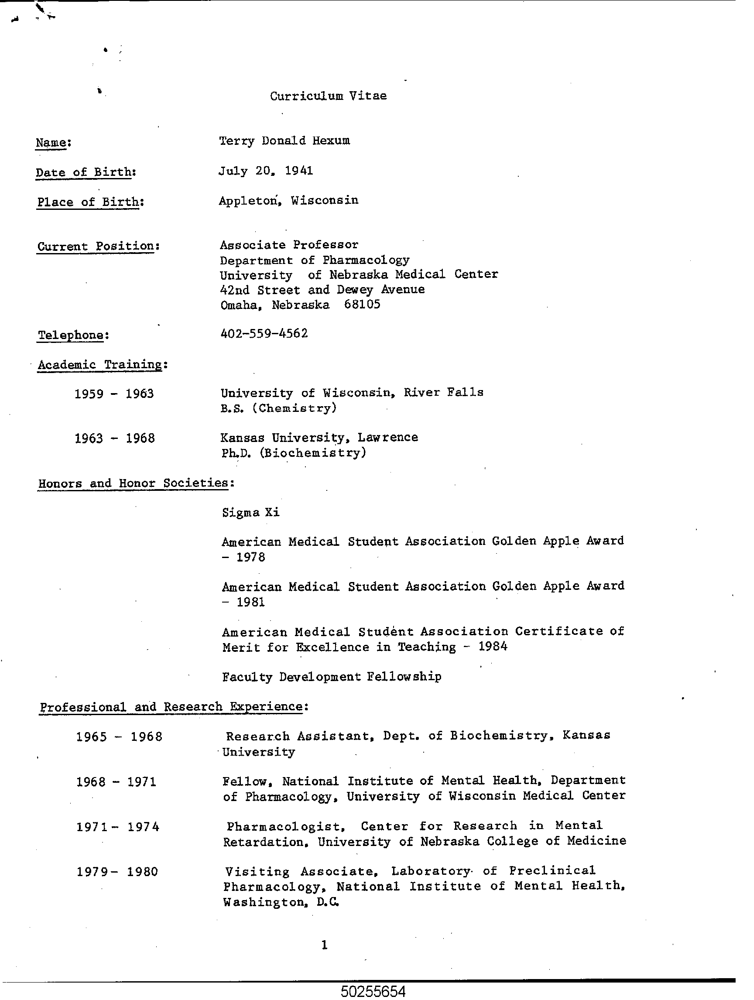 Curriculum Vitae
Name: Terry Donald Hexum
Date of Birth: July 20, 1941
Place of Birth: Appleton, Wisconsin
Current Position: Associate Professor
Department of Pharmacology
University of Nebraska Medical Center
42nd Street and Dewey Avenue
Omaha, Nebraska 68105
Telephone: 402-559-4562
Academic Training:
1959 - 1963 University of Wisconsin, River Falls
B.S. (Chemistry)
1963 - 1968 Kansas University, Lawrence
Ph.D. (Biochemistry)
Honors and Honor Societies:
Sigma Xi
American Medical Student Association Golden Apple Award
- 1978
American Medical Student Association Golden Apple Award
- 1981
American Medical Student Association Certificate of
Merit for Excellence in Teaching - 1984
Faculty Development Fellowship
Professional and Research Experience:
1965 - 1968 Research Assistant, Dept. of Biochemistry, Kansas
University
1968 - 1971 Fellow, National Institute of Mental Health, Department
of Pharmacology, University of Wisconsin Medical Center
1971- 1974 Pharmacologist, Center for Research in Mental
Retardation, University of Nebraska College of Medicine
1979- 1980 Visiting Associate, Laboratory of Preclinical
Pharmacology, National Institute of Mental Health,
Washington, D.C.
1
50255654